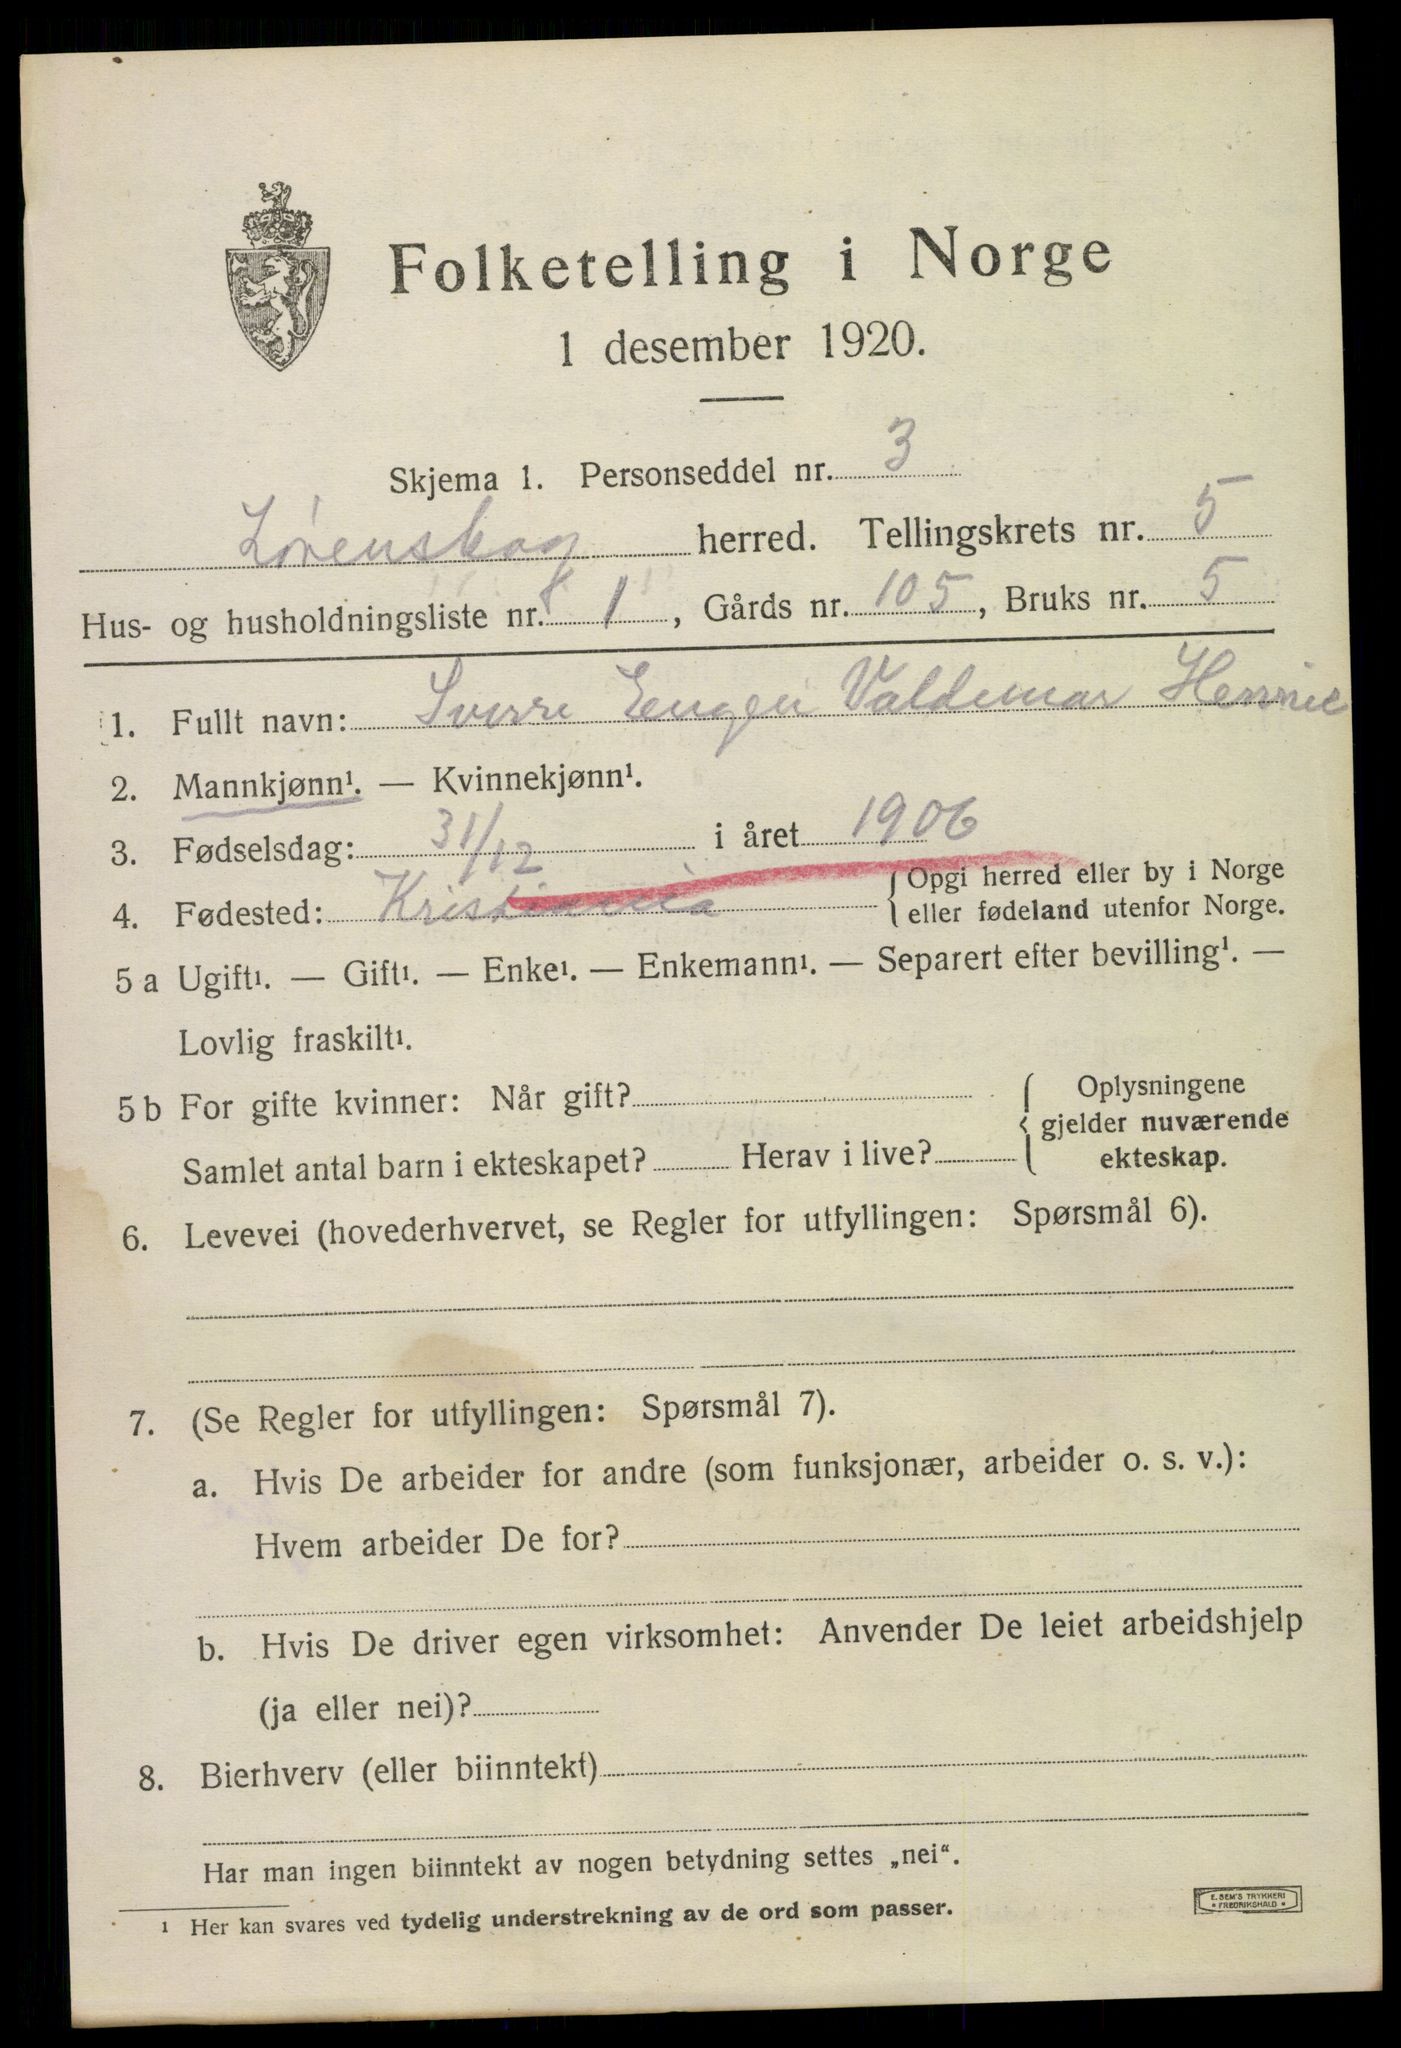 Folketelling i Norge
1 desember 1920.
Skjema 1. Personseddel nr. 3
Lørenskog herred. Tellingskrets nr. 5
Hus- og husholdningsliste nr. 1, Gårds nr. 105, Bruks nr. 5
1. Fullt navn: Sverre Eugen Valdemar
2. Mannkjønn¹. — Kvinnekjønn¹.
3. Fødselsdag: 31/12 i året 1906
4. Fødested: Kristiania { Opgi herred eller by i Norge
eller fødeland utenfor Norge.
5 a Ugift¹. — Gift¹. — Enke¹. — Enkemann¹. — Separert efter bevilling¹. —
Lovlig fraskilt¹.
5 b For gifte kvinner: Når gift?
Samlet antal barn i ekteskapet? Herav i live?
{ Oplysningene
gjelder nuværende
ekteskap.
6. Levevei (hovederhvervet, se Regler for utfyllingen: Spørsmål 6).
7. (Se Regler for utfyllingen: Spørsmål 7).
a. Hvis De arbeider for andre (som funksjonær, arbeider o. s. v.):
Hvem arbeider De for?
b. Hvis De driver egen virksomhet: Anvender De leiet arbeidshjelp
(ja eller nei)?
8. Bierhverv (eller biinntekt)
Har man ingen biinntekt av nogen betydning settes „nei“.
¹ Her kan svares ved tydelig understrekning av de ord som passer.
E. SEM'S TRYKKERI
* FREDRIKSHALD *